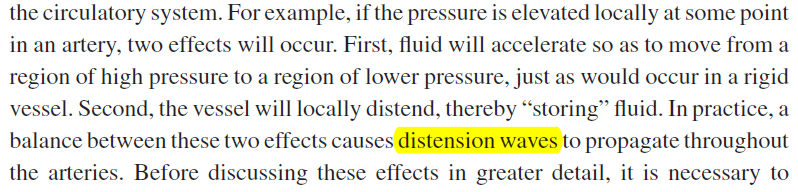 the circulatory system. For example, if the pressure is elevated locally at some point
in an artery, two effects will occur. First, fluid will accelerate so as to move from a
region of high pressure to a region of lower pressure, just as would occur in a rigid
vessel. Second, the vessel will locally distend, thereby “storing” fluid. In practice, a
balance between these two effects causes distension waves to propagate throughout
the arteries. Before discussing these effects in greater detail, it is necessary to